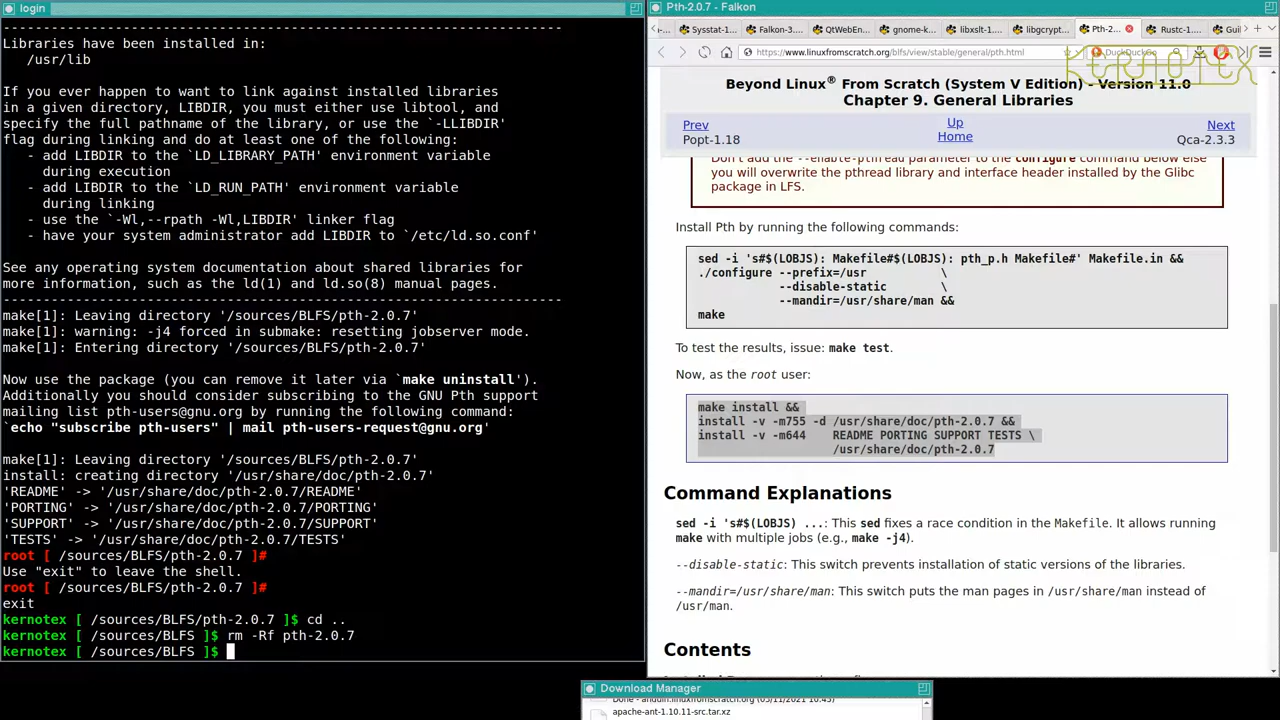 login
-----------------------------------------------------------------------
Libraries have been installed in:
/usr/lib
If you ever happen to want to link against installed libraries
in a given directory, LIBDIR, you must either use libtool, and
specify the full pathname of the library, or use the `-LLIBDIR'
flag during linking and do at least one of the following:
- add LIBDIR to the `LD_LIBRARY_PATH' environment variable
during execution
- add LIBDIR to the `LD_RUN_PATH' environment variable
during linking
- use the `-Wl,--rpath -Wl,LIBDIR' linker flag
- have your system administrator add LIBDIR to `/etc/ld.so.conf'
See any operating system documentation about shared libraries for
more information, such as the ld(1) and ld.so(8) manual pages.
-----------------------------------------------------------------------
make[1]: Leaving directory '/sources/BLFS/pth-2.0.7'
make[1]: warning: -j4 forced in submake: resetting jobserver mode.
make[1]: Entering directory '/sources/BLFS/pth-2.0.7'
Now use the package (you can remove it later via `make uninstall').
Additionally you should consider subscribing to the GNU Pth support
mailing list pth-users@gnu.org by running the following command:
`echo "subscribe pth-users" | mail pth-users-request@gnu.org'
make[1]: Leaving directory '/sources/BLFS/pth-2.0.7'
install: creating directory '/usr/share/doc/pth-2.0.7'
'README' -> '/usr/share/doc/pth-2.0.7/README'
'PORTING' -> '/usr/share/doc/pth-2.0.7/PORTING'
'SUPPORT' -> '/usr/share/doc/pth-2.0.7/SUPPORT'
'TESTS' -> '/usr/share/doc/pth-2.0.7/TESTS'
root [ /sources/BLFS/pth-2.0.7 ]#
Use "exit" to leave the shell.
root [ /sources/BLFS/pth-2.0.7 ]#
exit
kernotex [ /sources/BLFS/pth-2.0.7 ]$ cd ..
kernotex [ /sources/BLFS ]$ rm -Rf pth-2.0.7
kernotex [ /sources/BLFS ]$
Pth-2.0.7 - Falkon
Sysstat-1... Falkon-3.... QtWebEn... gnome-k... libxslt-1... libgcryp... Pth-2... Rustc-1... Gui
https://www.linuxfromscratch.org/blfs/view/stable/general/pth.html DuckDuckGo
KERNOTEX
Beyond Linux® From Scratch (System V Edition) - Version 11.0
Chapter 9. General Libraries
Prev Up Next
Popt-1.18 Home Qca-2.3.3
Don't add the --enable-pthread parameter to the configure command below else
you will overwrite the pthread library and interface header installed by the Glibc
package in LFS.
Install Pth by running the following commands:
sed -i 's#$(LOBJS): Makefile#$(LOBJS): pth_p.h Makefile#' Makefile.in &&
./configure --prefix=/usr \
--disable-static \
--mandir=/usr/share/man &&
make
To test the results, issue: make test.
Now, as the root user:
make install &&
install -v -m755 -d /usr/share/doc/pth-2.0.7 &&
install -v -m644 README PORTING SUPPORT TESTS \
/usr/share/doc/pth-2.0.7
Command Explanations
sed -i 's#$(LOBJS) ...: This sed fixes a race condition in the Makefile. It allows running
make with multiple jobs (e.g., make -j4).
--disable-static: This switch prevents installation of static versions of the libraries.
--mandir=/usr/share/man: This switch puts the man pages in /usr/share/man instead of
/usr/man.
Contents
Download Manager
Done - anduin.linuxfromscratch.org (05/11/2021 10:45)
apache-ant-1.10.11-src.tar.xz